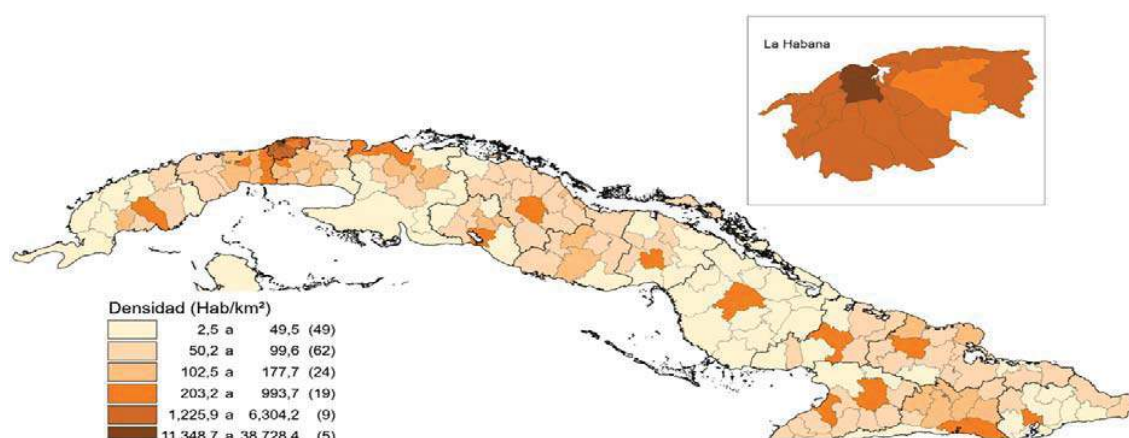 La Habana
Densidad (Hab/km²)
2,5 a 49,5 (49)
50,2 a 99,6 (62)
102,5 a 177,7 (24)
203,2 a 993,7 (19)
1,225,9 a 6,304,2 (9)
11,348,7 a 38,728,4 (5)